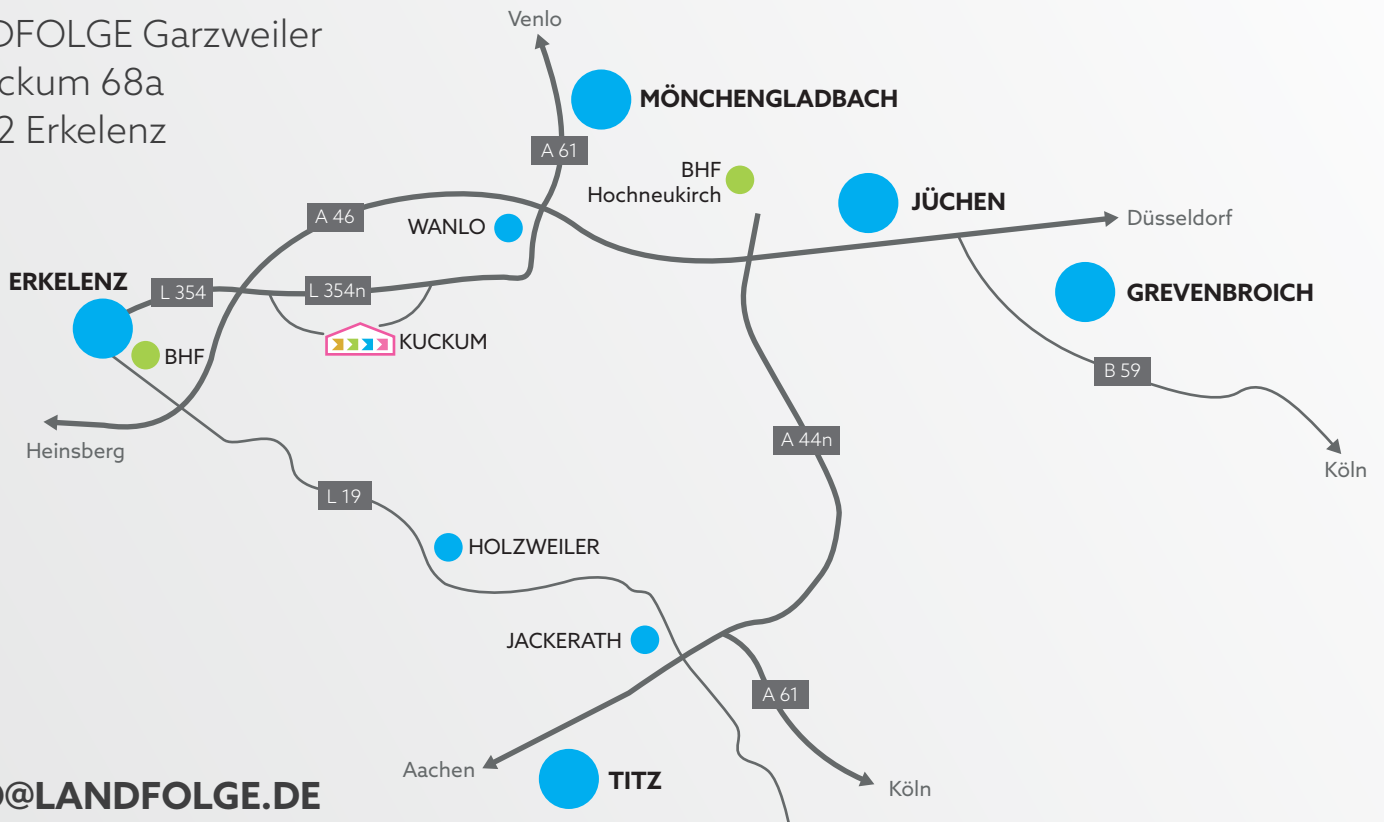 DFOLGE Garzweiler
ckum 68a
2 Erkelenz
Venlo
MÖNCHENGLADBACH
A 61
BHF
Hochneukirch
JÜCHEN
A 46
WANLO
Düsseldorf
ERKELENZ
L 354
L 354n
GREVENBROICH
KUCKUM
BHF
B 59
Heinsberg
A 44n
Köln
L 19
HOLZWEILER
JACKERATH
A 61
Aachen
TITZ
Köln
@LANDFOLGE.DE